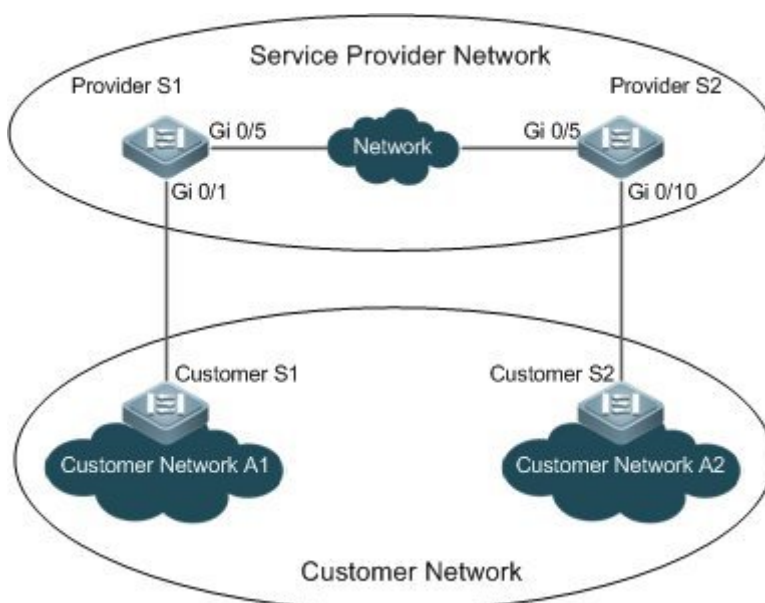 Service Provider Network
Provider S1
Provider S2
Gi 0/5
Network
Gi 0/5
Gi 0/1
Gi 0/10
Customer S1
Customer S2
Customer Network A1
Customer Network A2
Customer Network